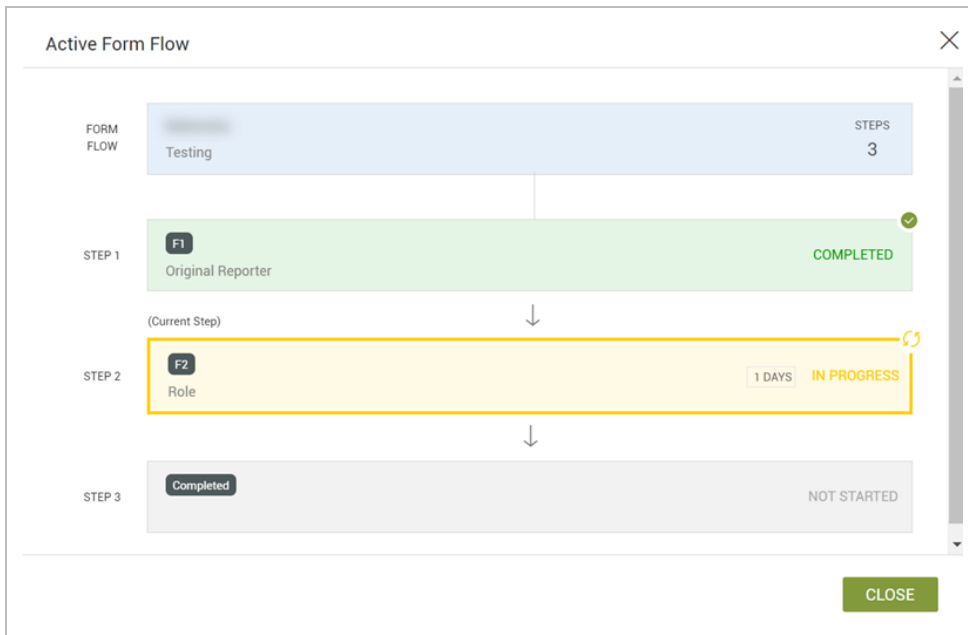 Active Form Flow
FORM
FLOW
Testing
STEPS
3
STEP 1
F1
Original Reporter
COMPLETED
(Current Step)
STEP 2
F2
Role
1 DAYS
IN PROGRESS
STEP 3
Completed
NOT STARTED
CLOSE